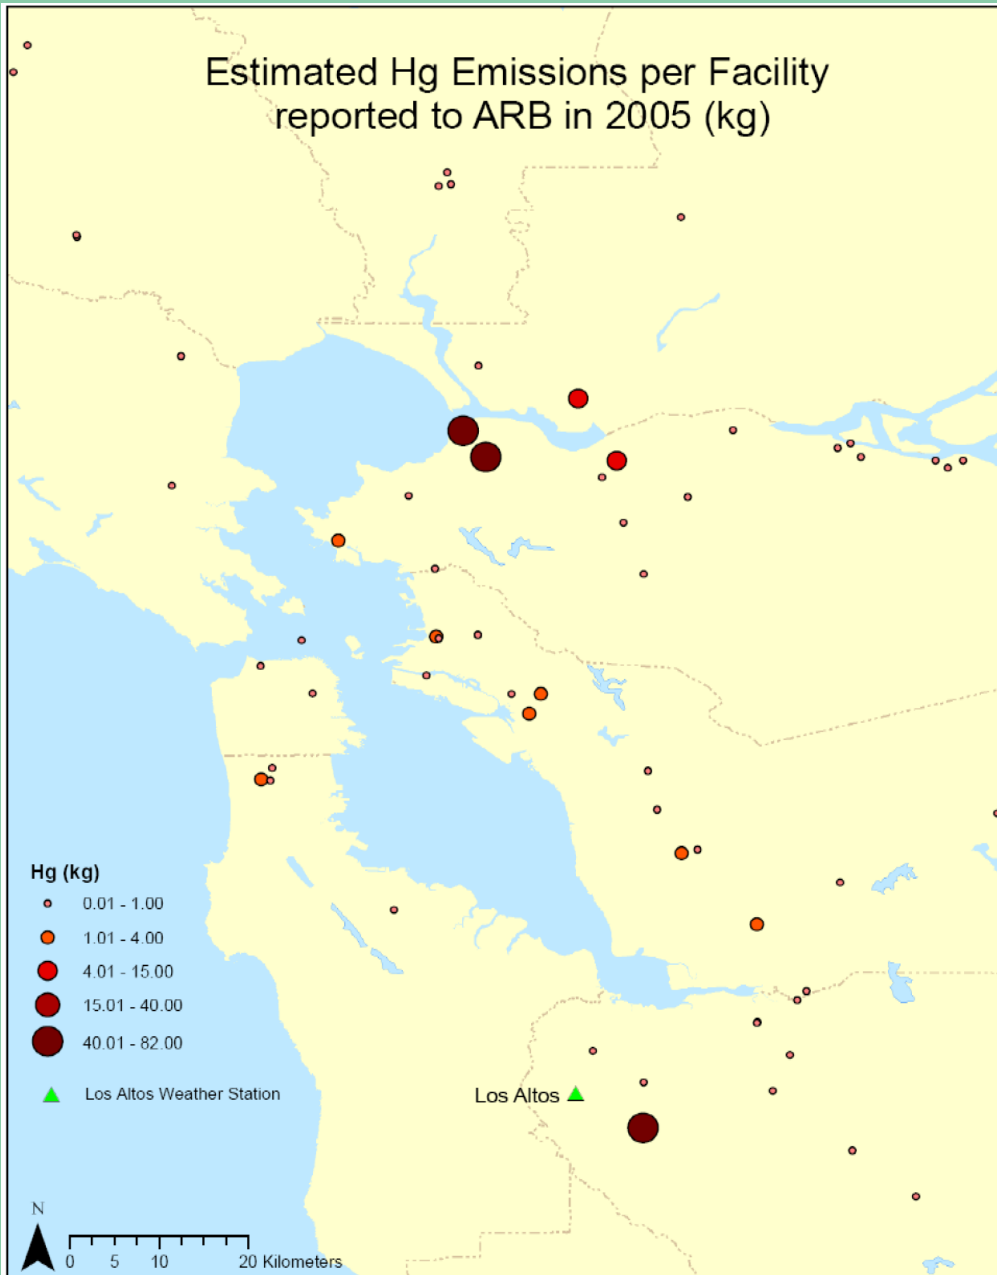 Estimated Hg Emissions per Facility
reported to ARB in 2005 (kg)
Hg (kg)
0.01 - 1.00
1.01 - 4.00
4.01 - 15.00
15.01 - 40.00
40.01 - 82.00
Los Altos Weather Station
Los Altos
N
0 5 10 20 Kilometers